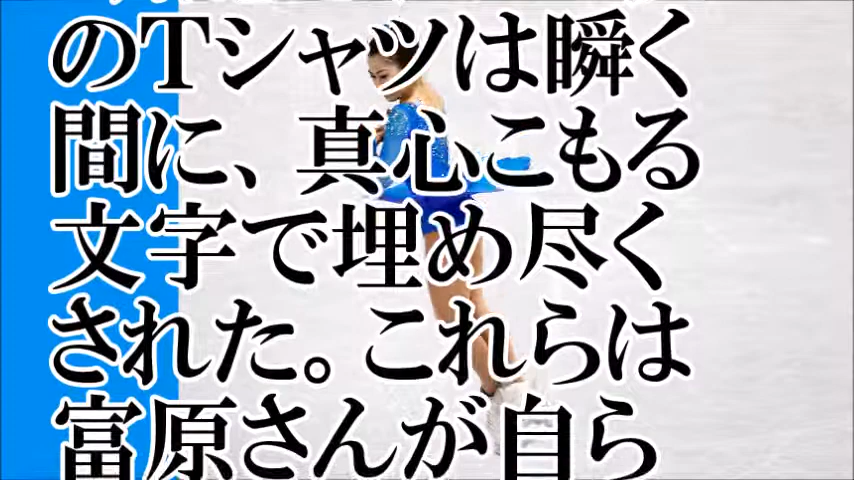 のTシャツは瞬く
間に、真心こもる
文字で埋め尽く
された。これらは
富原さんが自ら